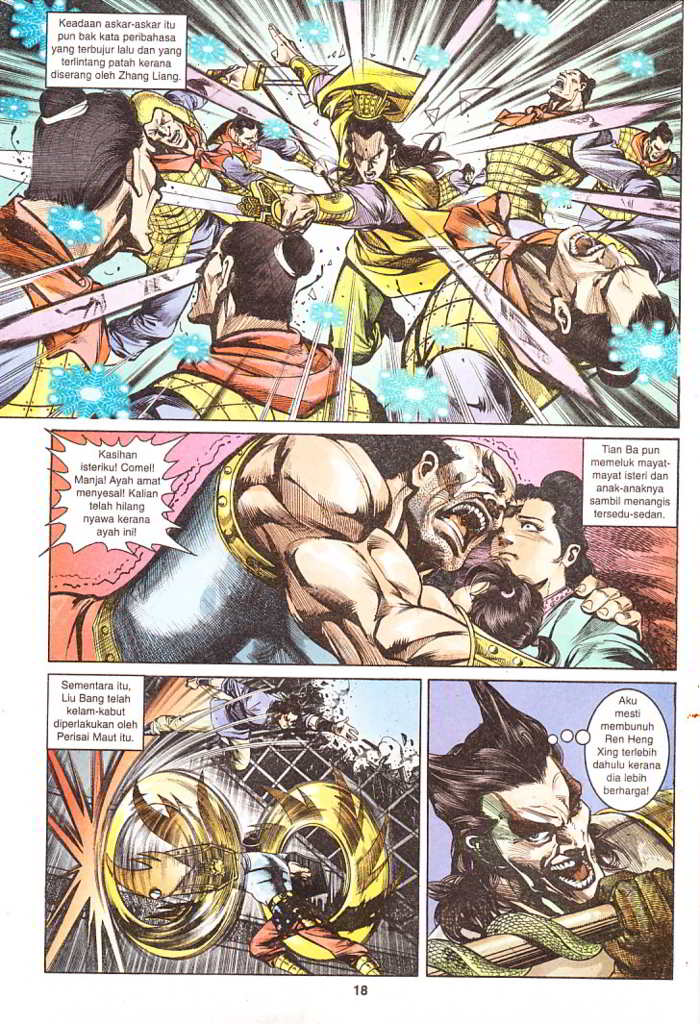 Keadaan askar-askar itu
pun bak kata peribahasa
yang terbujur lalu dan yang
terlintang patah kerana
diserang oleh Zhang Liang.
Kasihan
isteriku! Comel!
Manja! Ayah amat
menyesal! Kalian
telah hilang
nyawa kerana
ayah ini!
Tian Ba pun
memeluk mayat-
mayat isteri dan
anak-anaknya
sambil menangis
tersedu-sedan.
Sementara itu,
Liu Bang telah
kelam-kabut
diperlakukan oleh
Perisai Maut itu.
Aku
mesti
membunuh
Ren Heng
Xing terlebih
dahulu kerana
dia lebih
berharga!
18